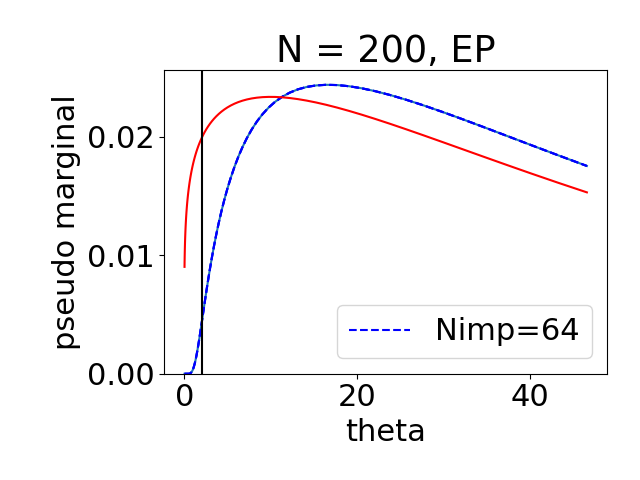 N = 200, EP
pseudo marginal
0.02
0.01
0.00
Nimp=64
0
20
40
theta